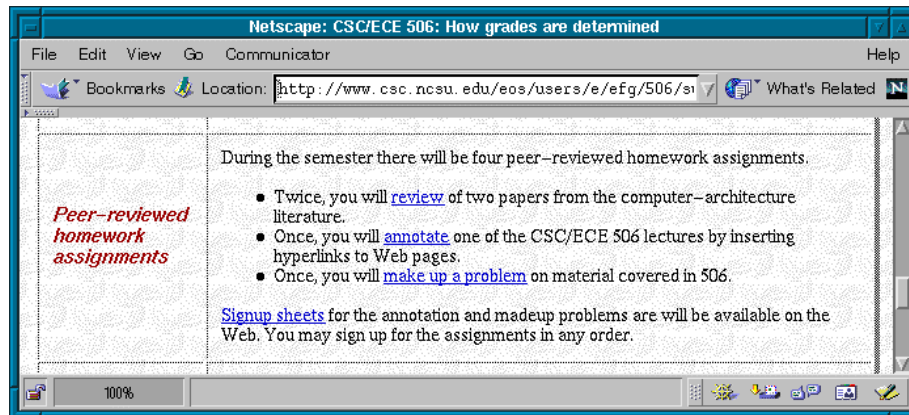 Netscape: CSC/ECE 506: How grades are determined
File Edit View Go Communicator Help
Bookmarks Location: http://www.csc.ncsu.edu/eos/users/e/efg/506/ What's Related N
During the semester there will be four peer-reviewed homework assignments.
Peer-reviewed
homework
assignments
• Twice, you will review of two papers from the computer-architecture
literature.
• Once, you will annotate one of the CSC/ECE 506 lectures by inserting
hyperlinks to Web pages.
• Once, you will make up a problem on material covered in 506.
Signup sheets for the annotation and madeup problems are will be available on the
Web. You may sign up for the assignments in any order.
100%